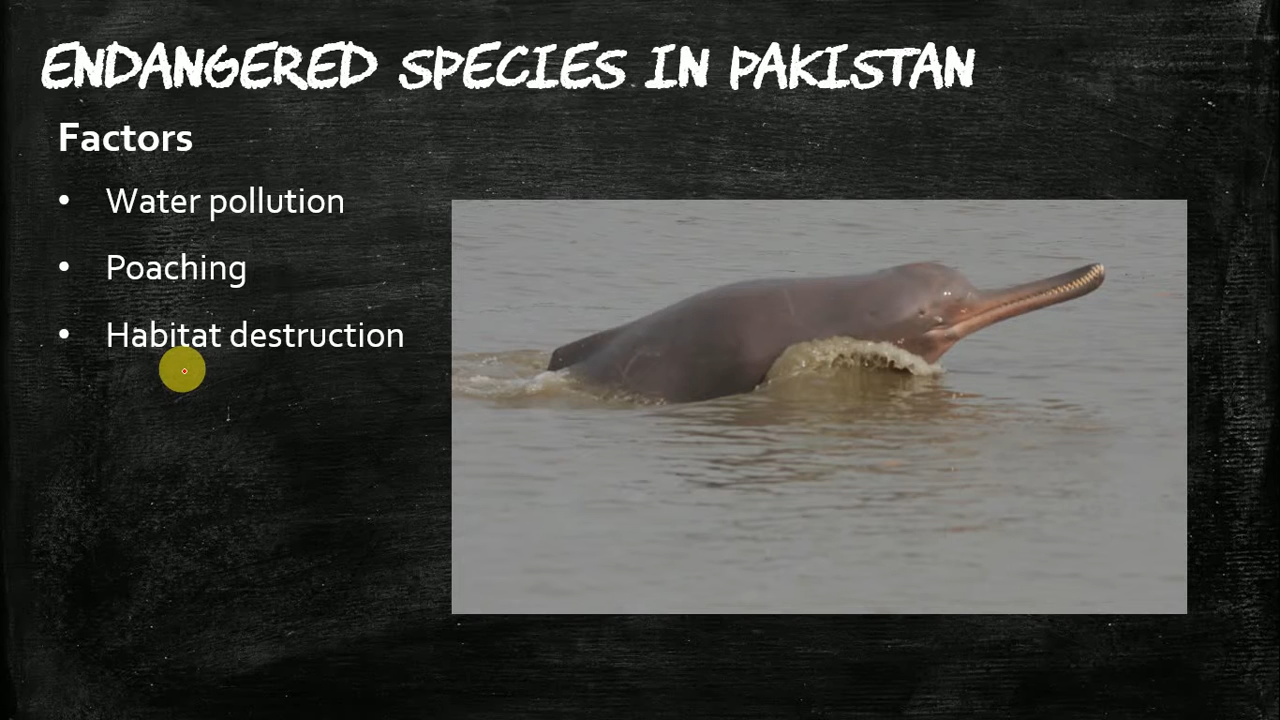 ENDANGERED SPECIES IN PAKISTAN
Factors
• Water pollution
• Poaching
• Habitat destruction